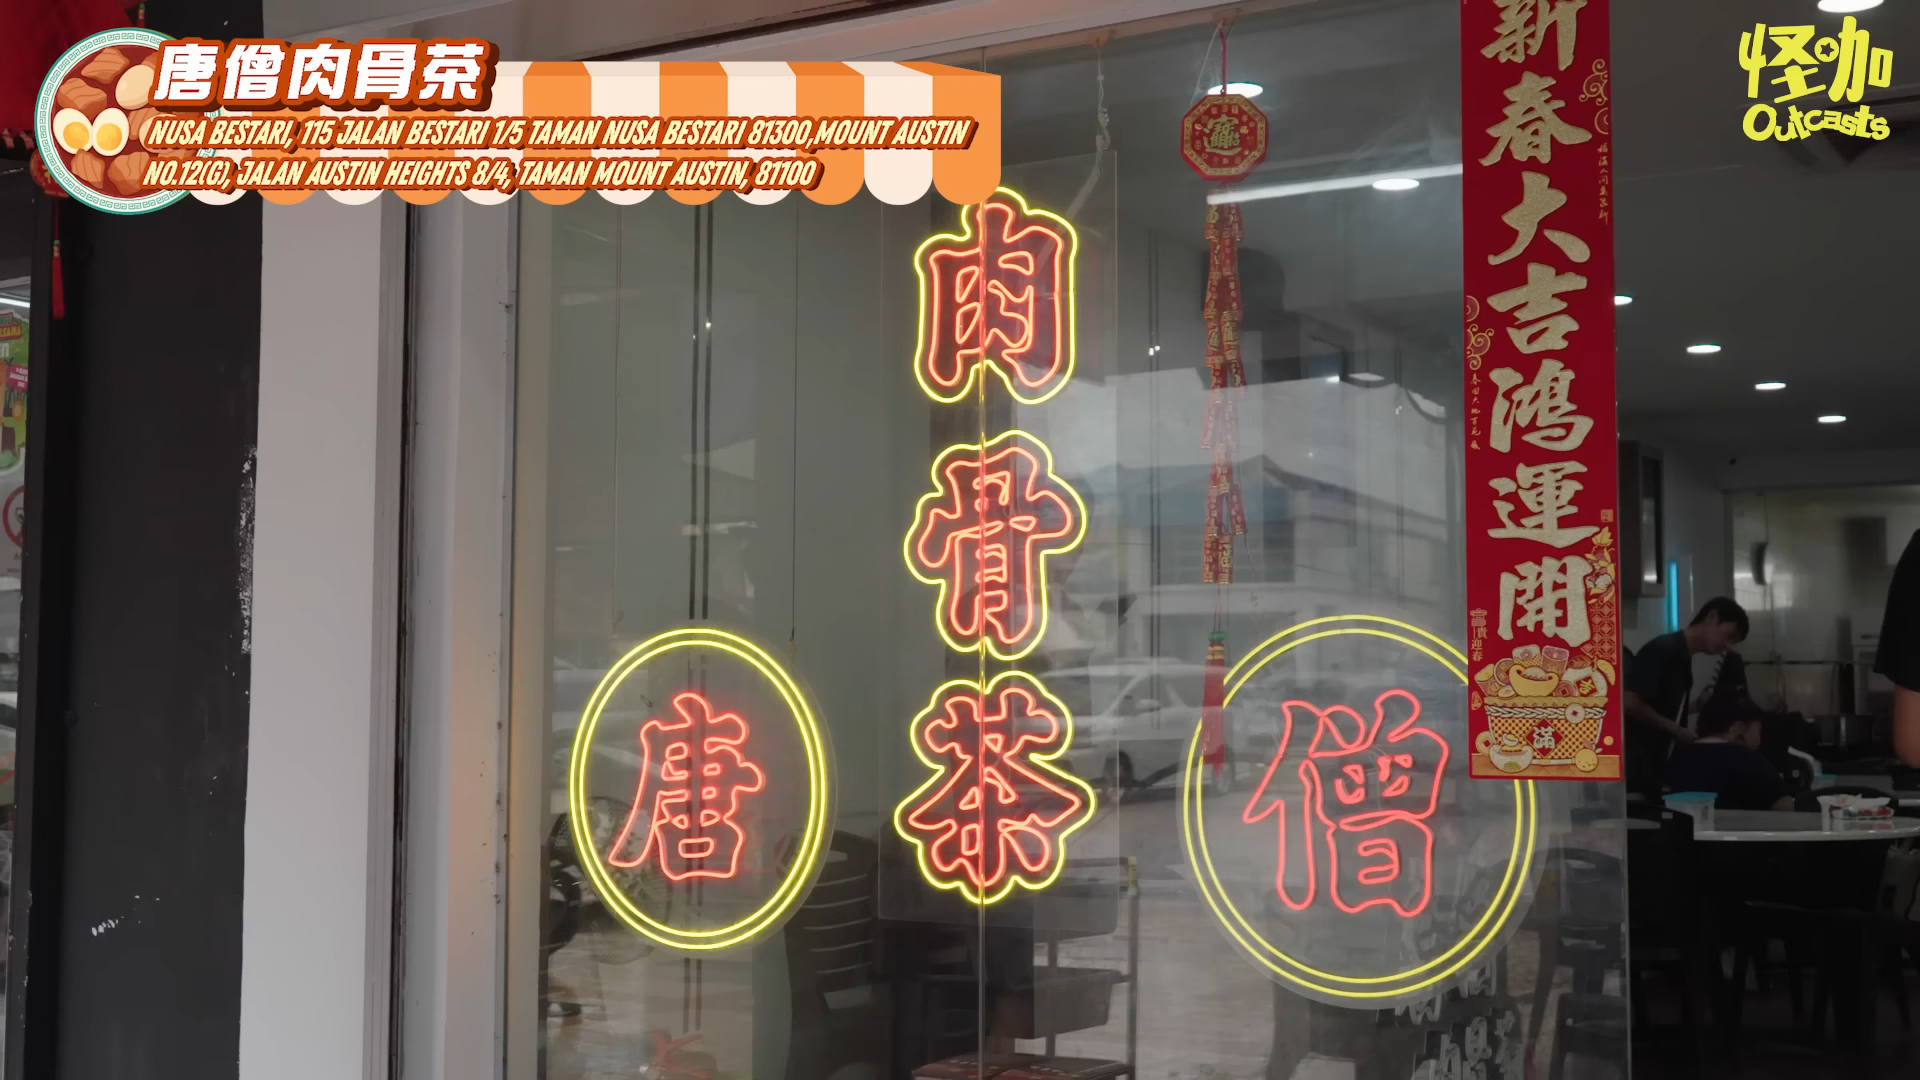 唐僧肉骨茶
NUSA BESTARI, 115 JALAN BESTARI 1/5 TAMAN NUSA BESTARI 81300,MOUNT AUSTIN
NO.12(G), JALAN AUSTIN HEIGHTS 8/4, TAMAN MOUNT AUSTIN, 81100
怪咖
Outcasts
肉骨茶
唐
僧
新春大吉鴻運開
滿